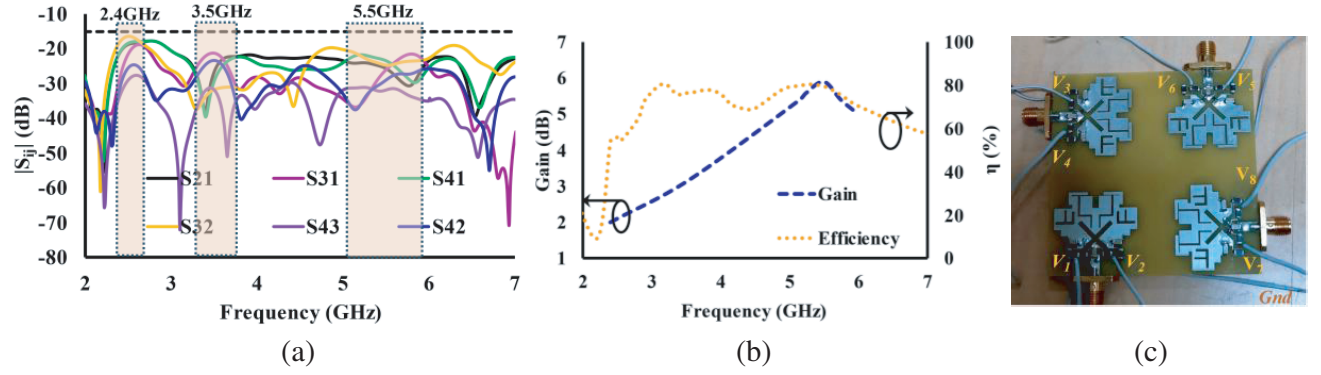 2.4GHz 3.5GHz 5.5GHz
-10
-20
-30
-40
-50
-60
-70
-80
|Sij| (dB)
S21 S31 S41
S32 S43 S42
2 3 4 5 6 7
Frequency (GHz)
(a)
7
6
5
4
3
2
1
Gain (dB)
100
80
60
40
20
0
η (%)
Gain
Efficiency
2 3 4 5 6 7
Frequency (GHz)
(b)
V3 V6 V5
V4
V8
V1 V2 V7
Gnd
(c)